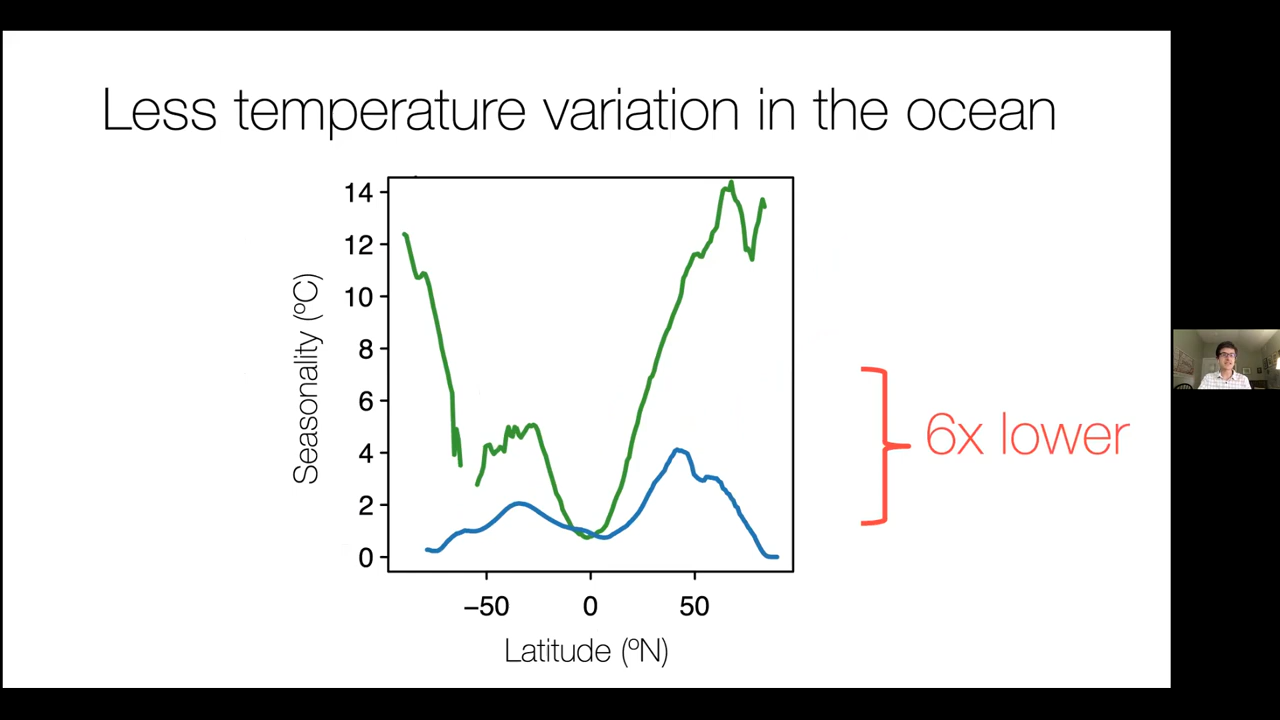 Less temperature variation in the ocean
14
12
10
8
6
4
2
0
Seasonality (ºC)
−50 0 50
Latitude (ºN)
6x lower